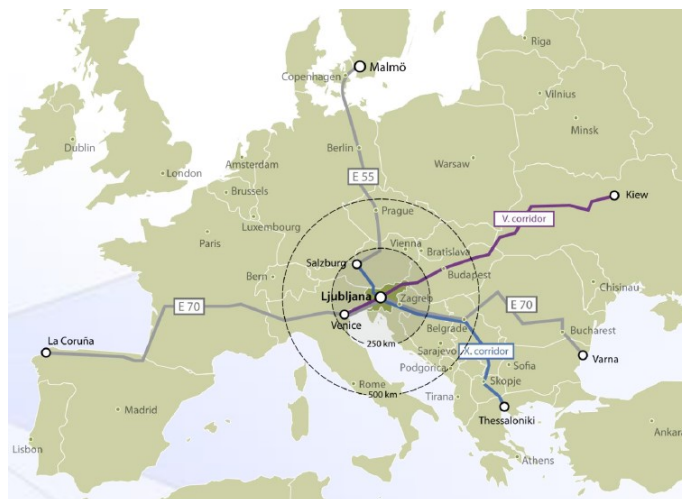 Riga
Malmö
Copenhagen
Vilnius
Minsk
Dublin
Berlin
Amsterdam
Warsaw
London
E 55
Brussels
Kiew
Prague
V. corridor
Luxembourg
Paris
Vienna
Bratislava
Salzburg
Budapest
Bern
Chisinau
Ljubljana
Zagreb
E 70
E 70
Venice
Belgrade
Bucharest
La Coruña
250 km
Sarajevo
X. corridor
Varna
Podgorica
Sofia
Rome
Skopje
500 km
Tirana
Madrid
Thessaloniki
Ankara
Lisbon
Athens